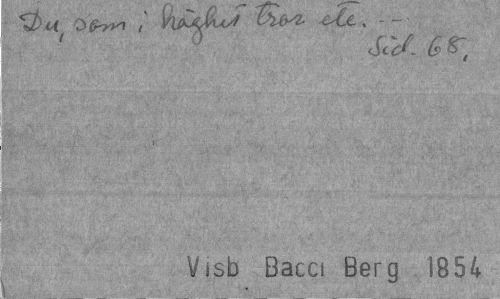 Du, som i höghet tror etc. ---
Sid. 68.
Visb Bacci Berg 1854